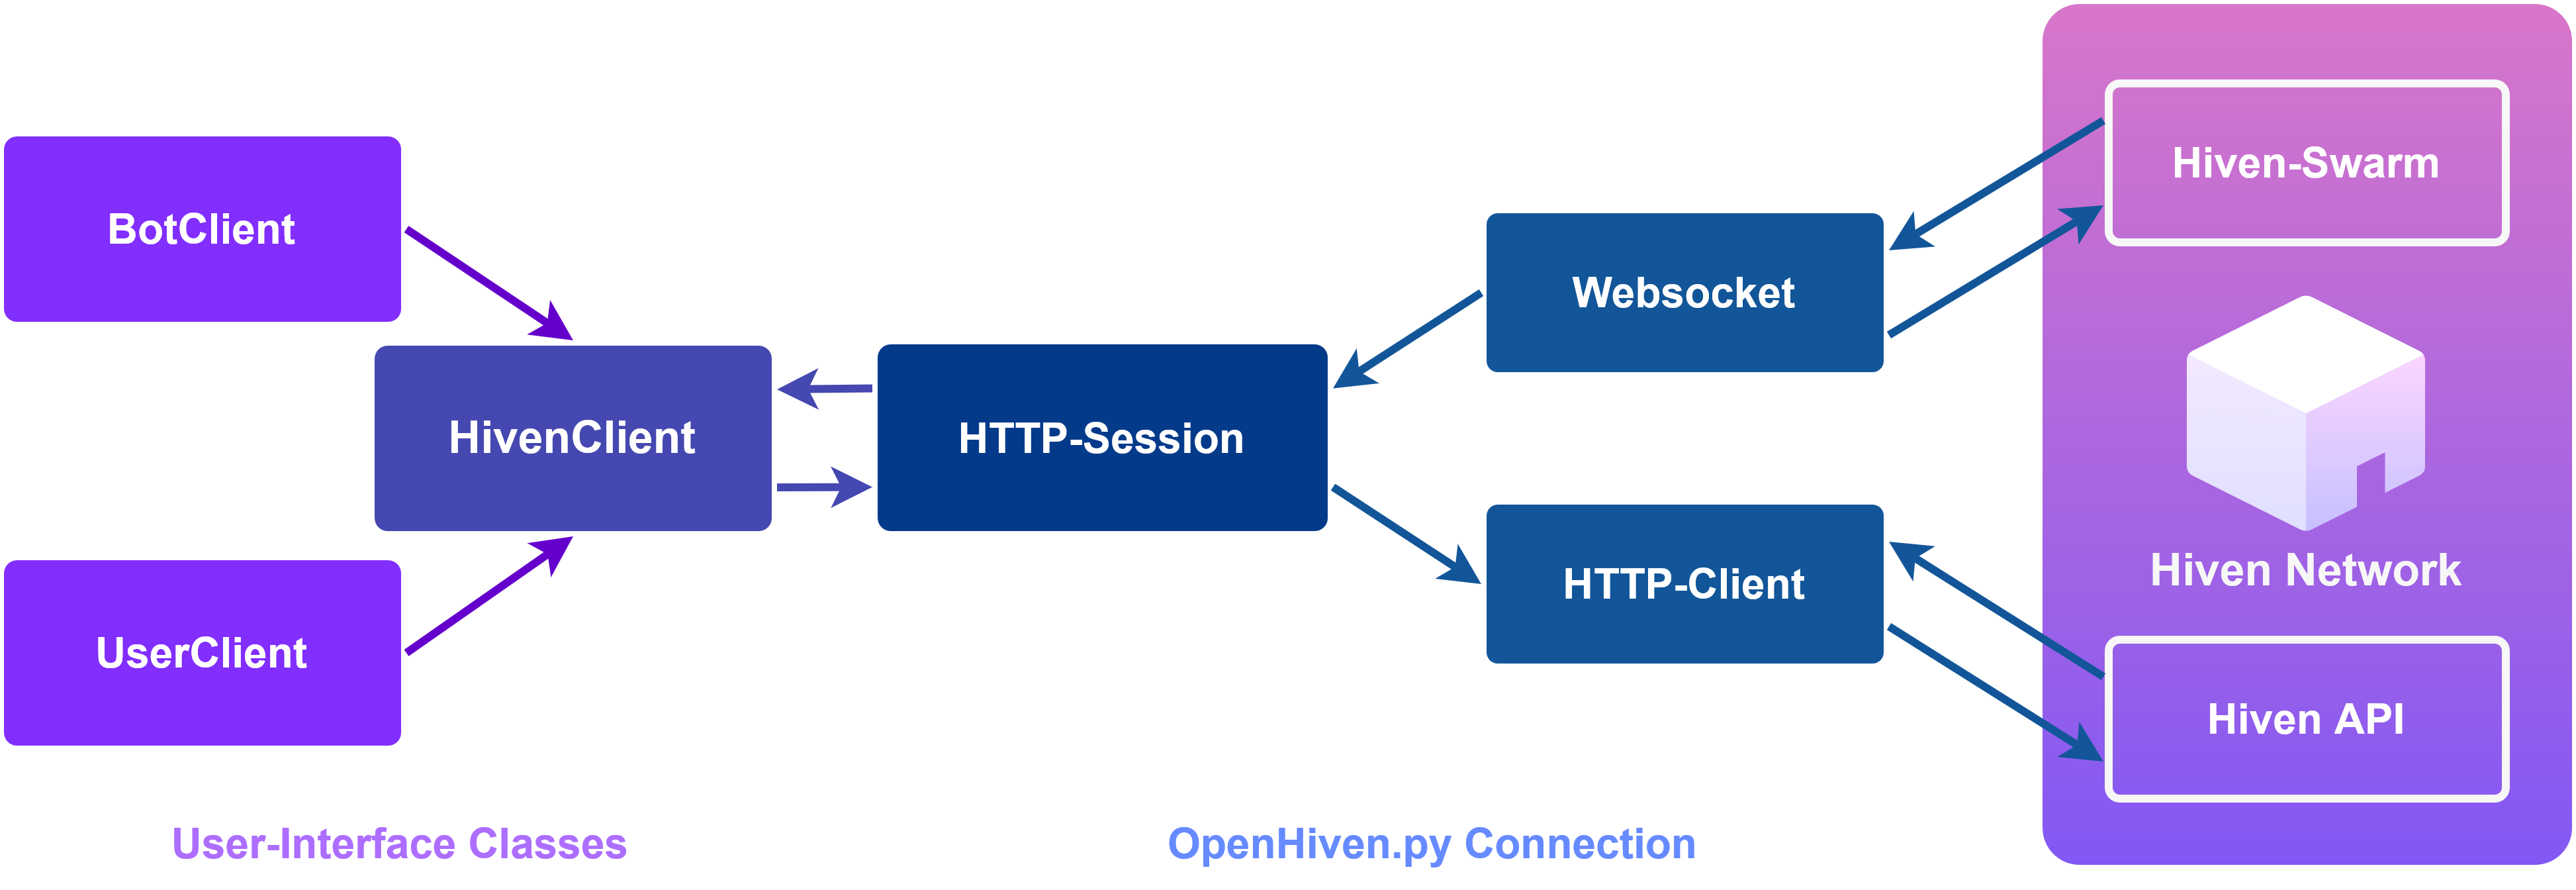 BotClient
UserClient
HivenClient
HTTP-Session
Websocket
HTTP-Client
Hiven-Swarm
Hiven Network
Hiven API
User-Interface Classes
OpenHiven.py Connection